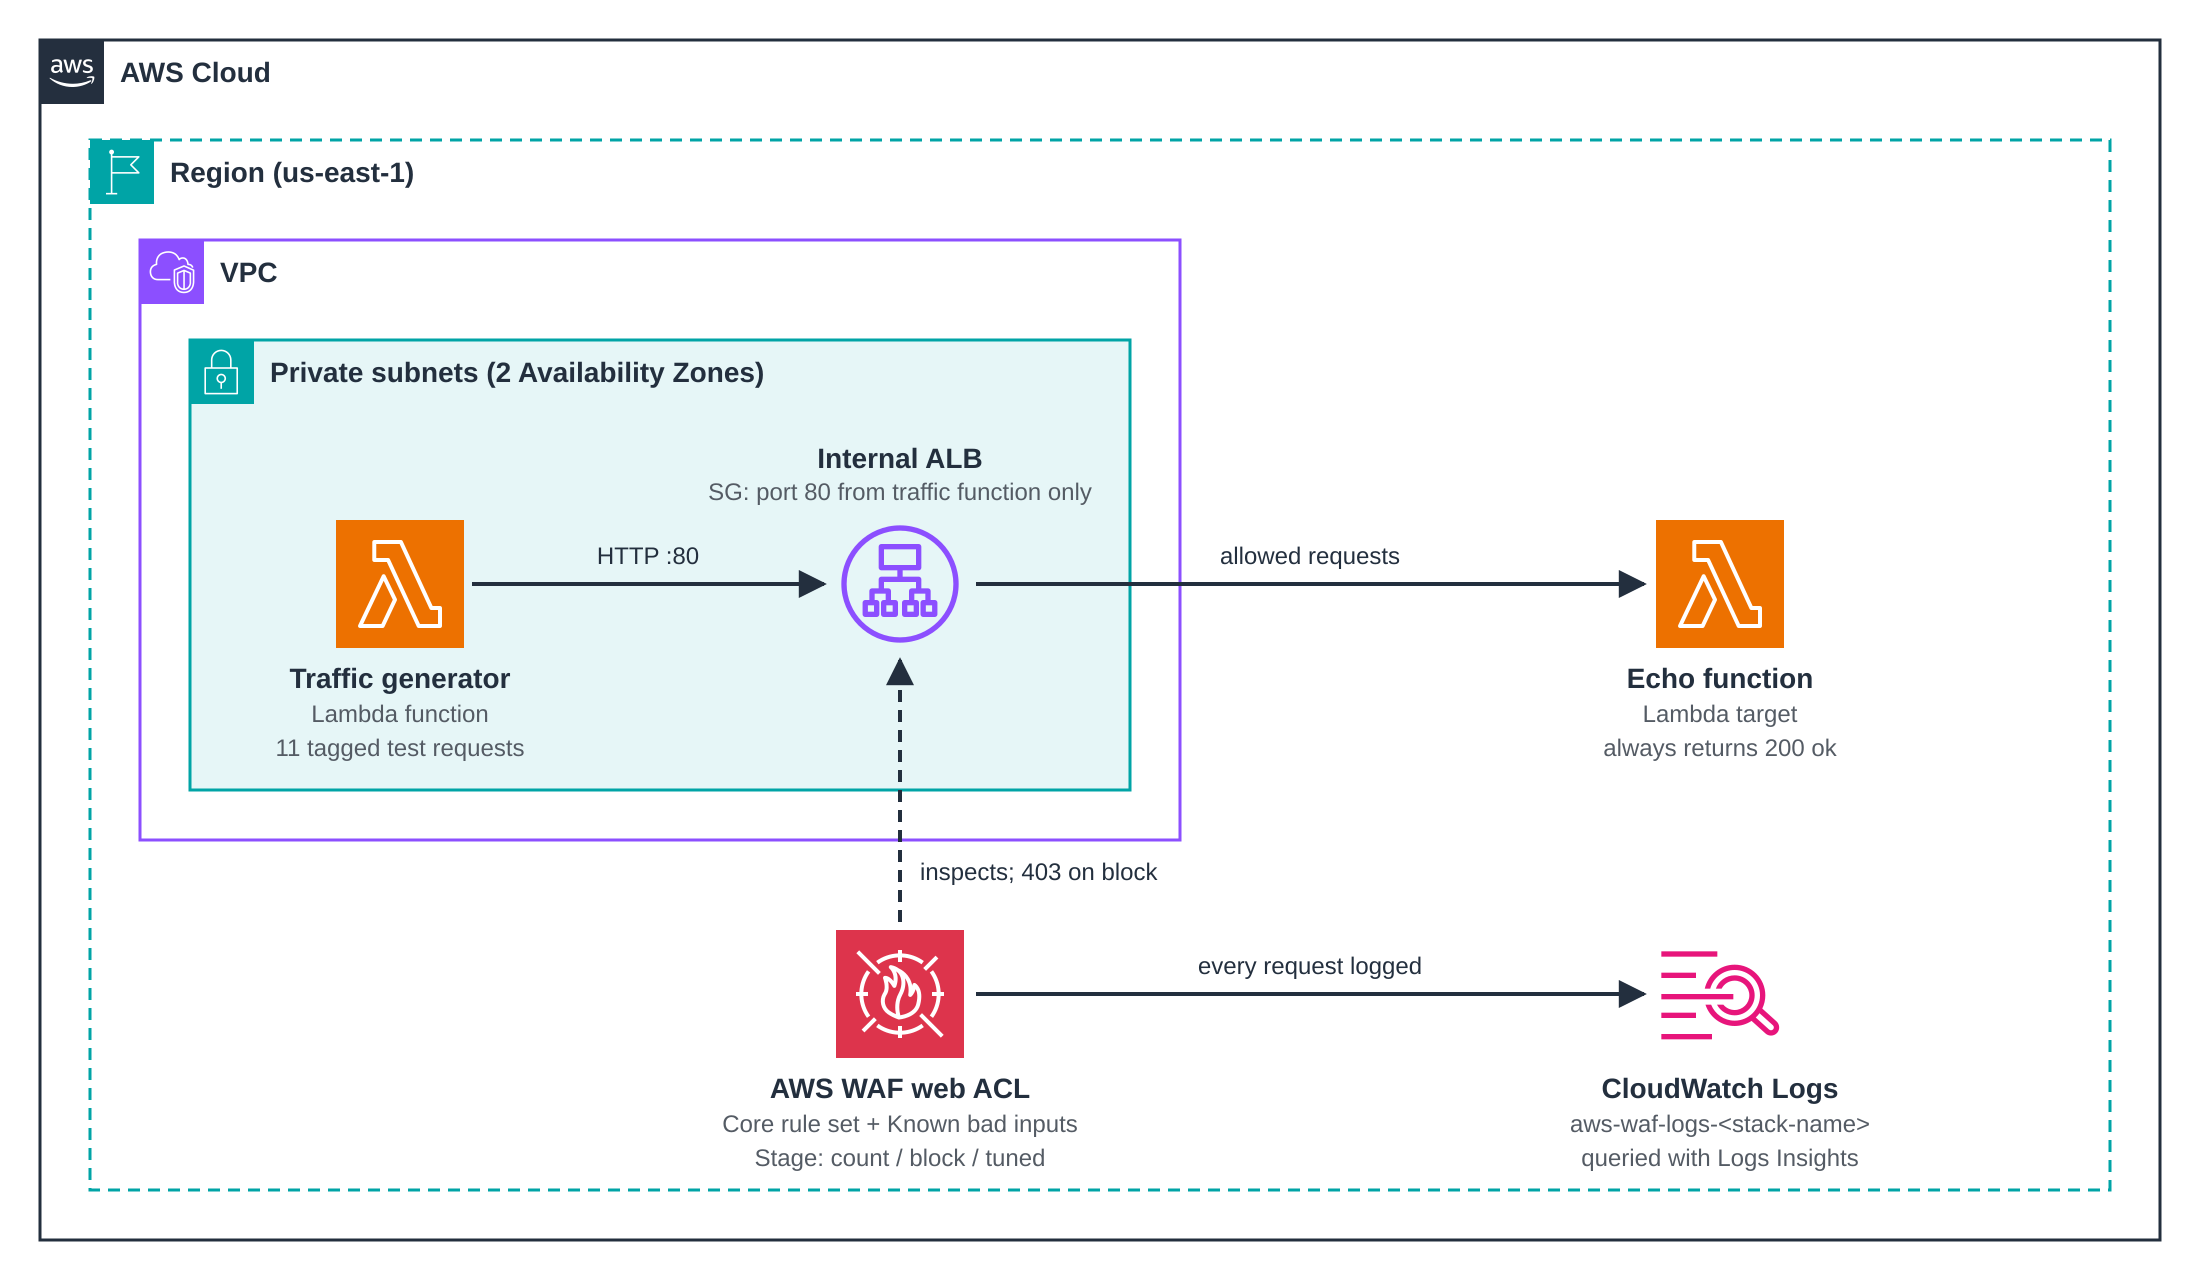 aws
AWS Cloud
Region (us-east-1)
VPC
Private subnets (2 Availability Zones)
Internal ALB
SG: port 80 from traffic function only
HTTP :80
allowed requests
Traffic generator
Lambda function
11 tagged test requests
Echo function
Lambda target
always returns 200 ok
inspects; 403 on block
every request logged
AWS WAF web ACL
Core rule set + Known bad inputs
Stage: count / block / tuned
CloudWatch Logs
aws-waf-logs-<stack-name>
queried with Logs Insights